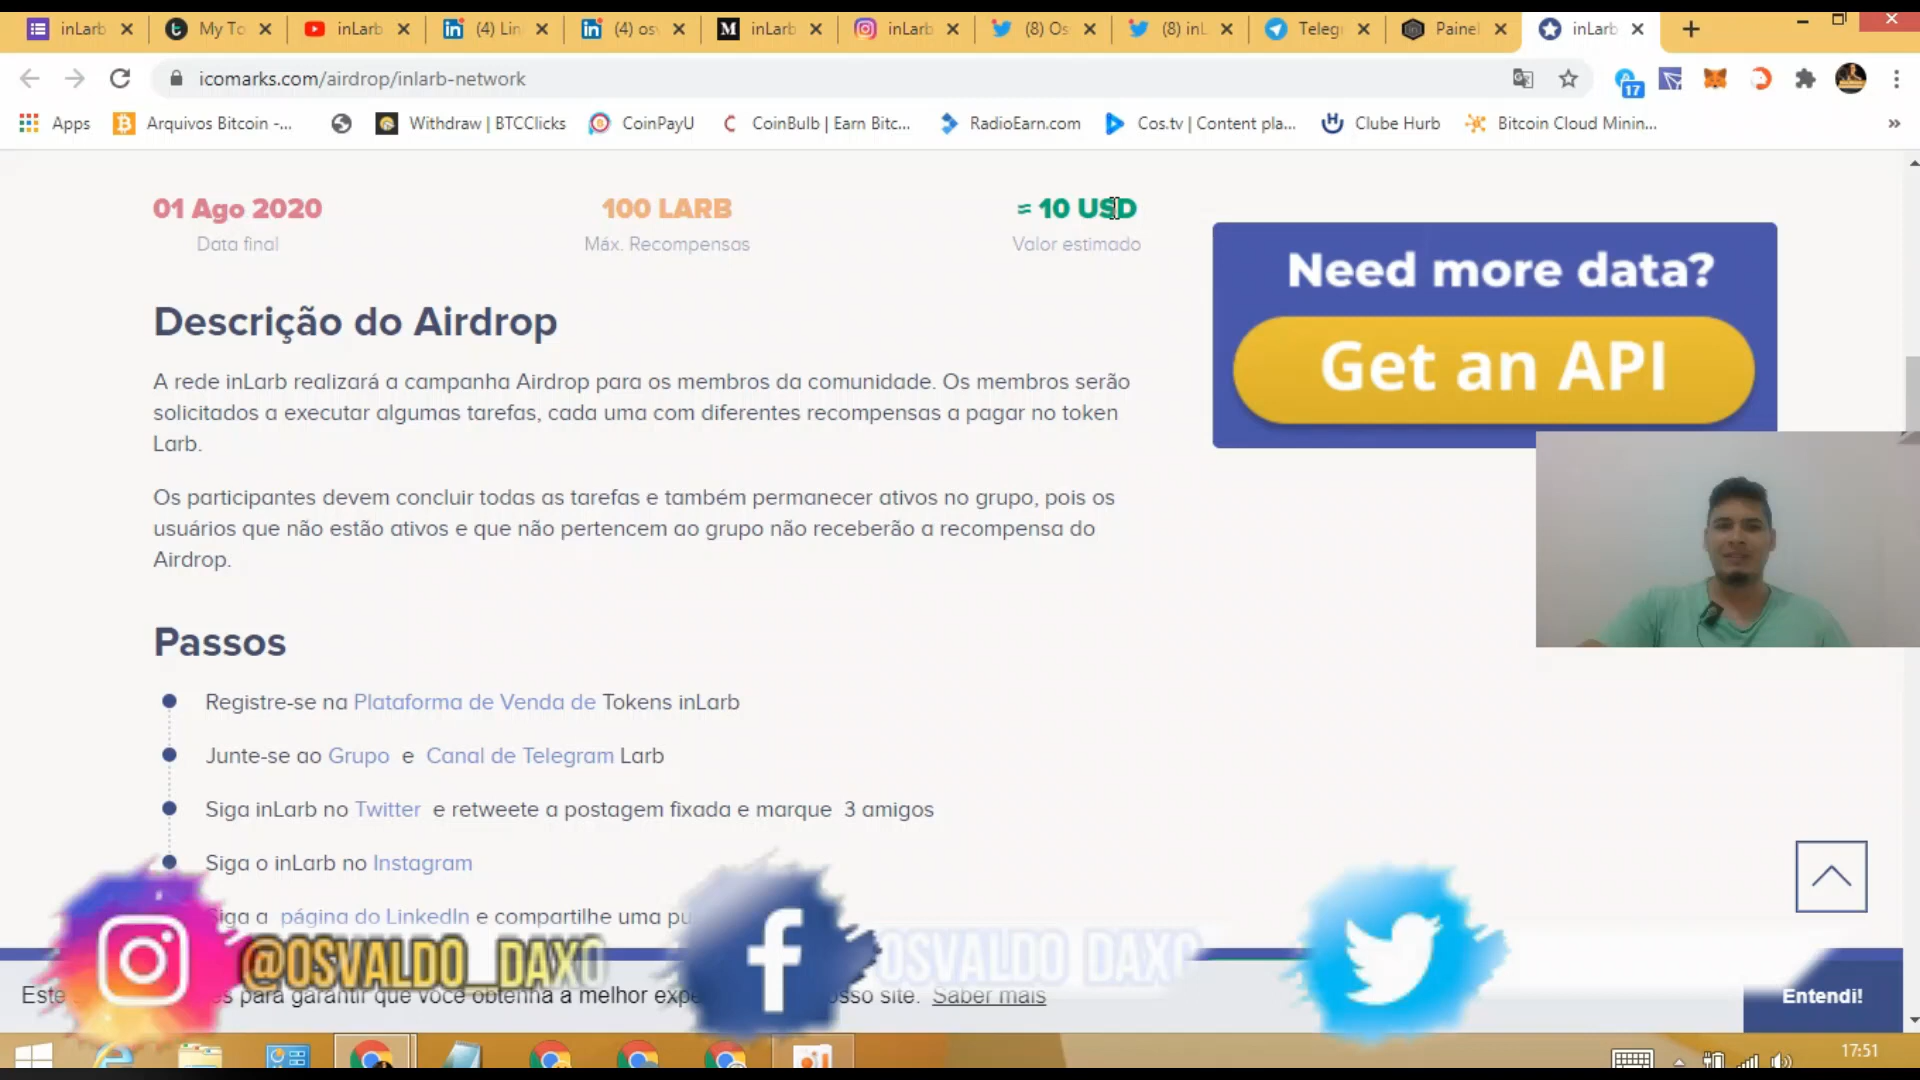 inLarb
My To
inLarb
(4) Lin
(4) os
inLarb
inLarb
(8) Os
(8) inL
Telegr
Painel
inLarb
icomarks.com/airdrop/inlarb-network
17
Apps
Arquivos Bitcoin -...
Withdraw | BTCClicks
CoinPayU
CoinBulb | Earn Bitc...
RadioEarn.com
Cos.tv | Content pla...
Clube Hurb
Bitcoin Cloud Minin...
»
01 Ago 2020
Data final
100 LARB
Máx. Recompensas
≈ 10 USD
Valor estimado
Need more data?
Get an API
Descrição do Airdrop
A rede inLarb realizará a campanha Airdrop para os membros da comunidade. Os membros serão
solicitados a executar algumas tarefas, cada uma com diferentes recompensas a pagar no token
Larb.
Os participantes devem concluir todas as tarefas e também permanecer ativos no grupo, pois os
usuários que não estão ativos e que não pertencem ao grupo não receberão a recompensa do
Airdrop.
Passos
Registre-se na Plataforma de Venda de Tokens inLarb
Junte-se ao Grupo e Canal de Telegram Larb
Siga inLarb no Twitter e retweete a postagem fixada e marque 3 amigos
Siga o inLarb no Instagram
Siga a página do LinkedIn e compartilhe uma pu
@OSVALDO_DAXO
OSVALDO DAXO
Este
para garantir que você obtenha a melhor expe
osso site. Saber mais
Entendi!
17:51